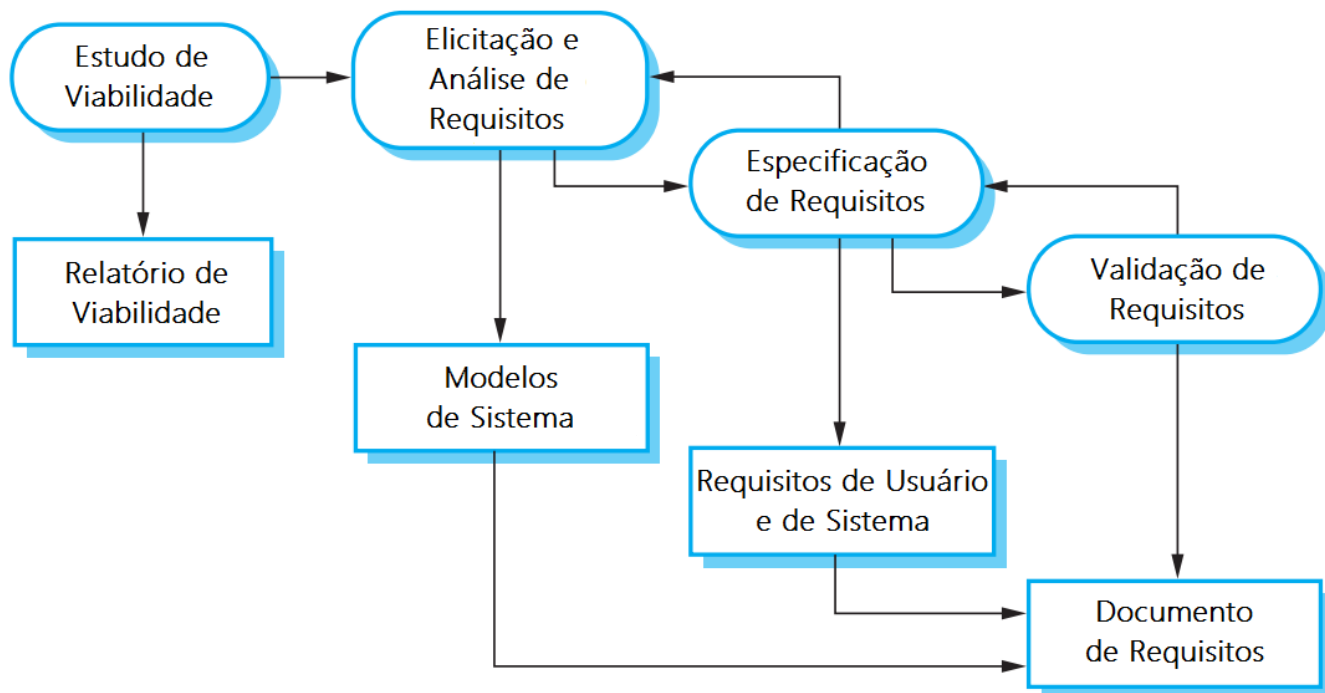 Estudo de
Viabilidade
Elicitação e
Análise de
Requisitos
Especificação
de Requisitos
Validação de
Requisitos
Relatório de
Viabilidade
Modelos
de Sistema
Requisitos de Usuário
e de Sistema
Documento
de Requisitos